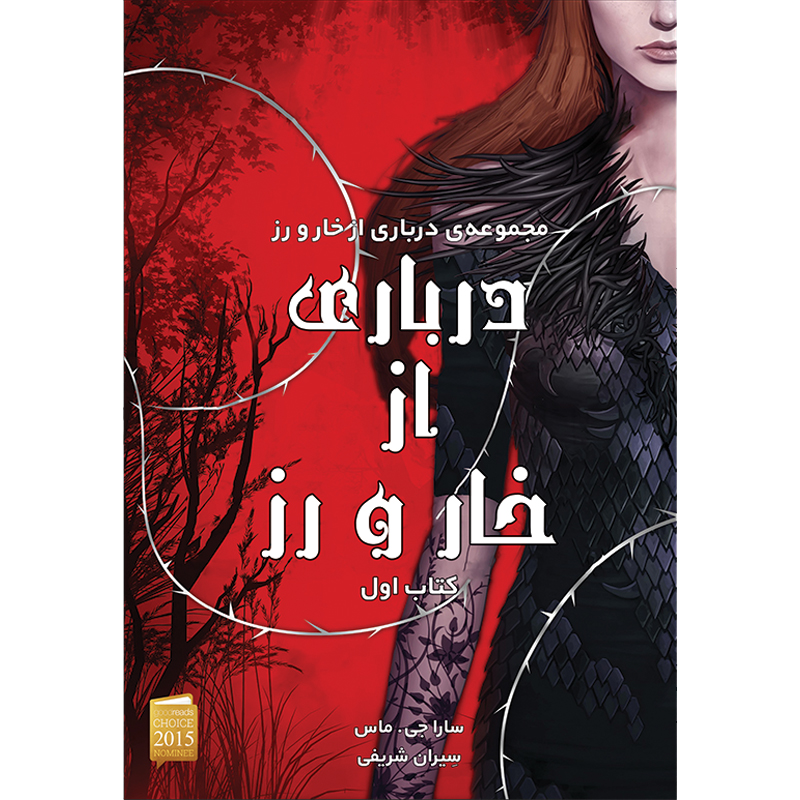 مجموعه‌ی درباری از خار و رز
درباری
از
خار و رز
کتاب اول
سارا جی. ماس
سِیران شریفی
goodreads
CHOICE
2015
NOMINEE